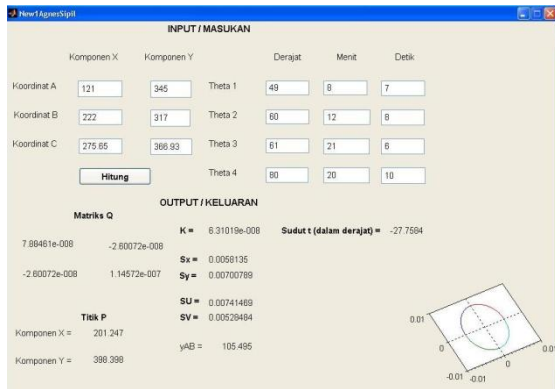 New1AgnesSipil
INPUT / MASUKAN
Komponen X Komponen Y Derajat Menit Detik
Koordinat A 121 345 Theta 1 49 8 7
Koordinat B 222 317 Theta 2 60 12 8
Koordinat C 275.65 366.93 Theta 3 61 21 6
Hitung Theta 4 80 20 10
OUTPUT / KELUARAN
Matriks Q
K = 6.31019e-008 Sudut t (dalam derajat) = -27.7584
7.88461e-008 -2.60072e-008
Sx = 0.0058135
-2.60072e-008 1.14572e-007
Sy = 0.00700789
SU = 0.00741469
Titik P SV = 0.00528484
Komponen X = 201.247
yAB = 105.495
Komponen Y = 398.398
0.01
0
-0.01
-0.01
0
0.01